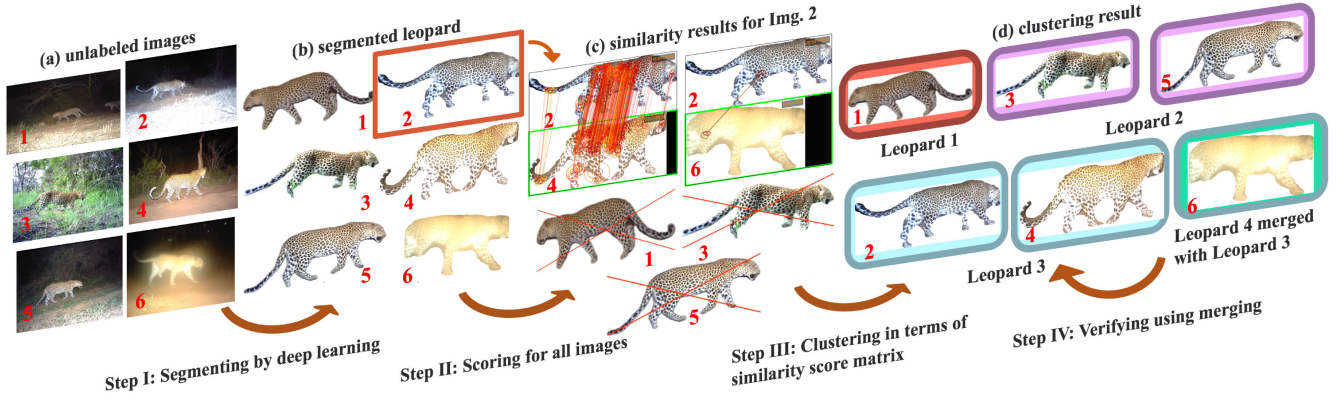 (a) unlabeled images
1
2
3
4
5
6
Step I: Segmenting by deep learning
(b) segmented leopard
1
2
3
4
5
6
Step II: Scoring for all images
(c) similarity results for Img. 2
2
4
2
6
1
3
5
Step III: Clustering in terms of
similarity score matrix
(d) clustering result
1
Leopard 1
3
5
Leopard 2
2
4
Leopard 3
6
Leopard 4 merged
with Leopard 3
Step IV: Verifying using merging